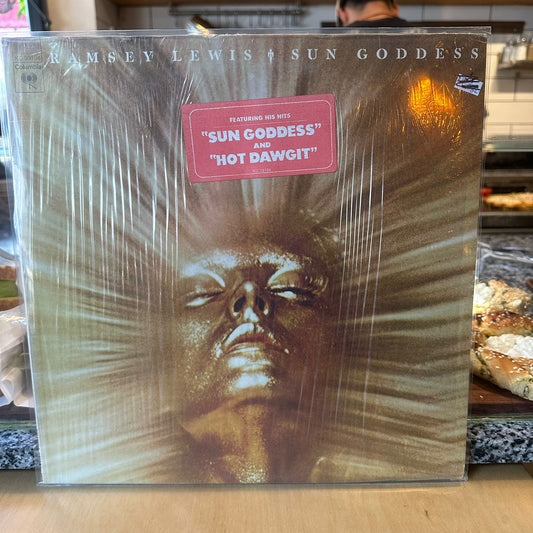 RAMSEY LEWIS † SUN GODDESS
Columbia
FEATURING HIS HITS
"SUN GODDESS"
AND
"HOT DAWGIT"